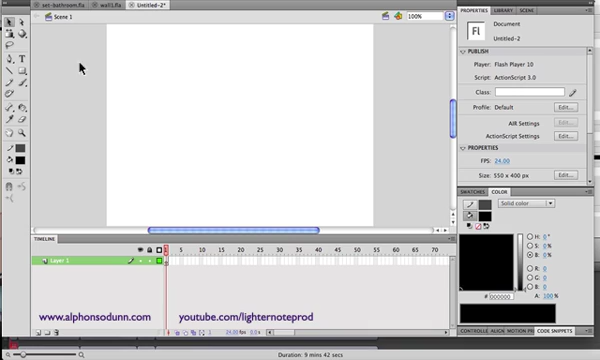 set-bathroom.fla
wall1.fla
Untitled-2*
Scene 1
100%
PROPERTIES
LIBRARY
SCENE
Fl
Document
Untitled-2
PUBLISH
Player: Flash Player 10
Script: ActionScript 3.0
Class:
Profile: Default
Edit...
AIR Settings
Edit...
ActionScript Settings
Edit...
PROPERTIES
FPS: 24.00
Size: 550 x 400 px
Edit...
SWATCHES
COLOR
Solid color
H: 0 °
S: 0 %
B: 0 %
R: 0
G: 0
B: 0
# 000000
A: 100 %
TIMELINE
1 5 10 15 20 25 30 35 40 45 50 55 60 65 70
Layer 1
www.alphonsodunn.com
youtube.com/lighternoteprod
1 24.00 fps 0.0 s
CODE SNIPPETS
Duration: 9 mins 42 secs